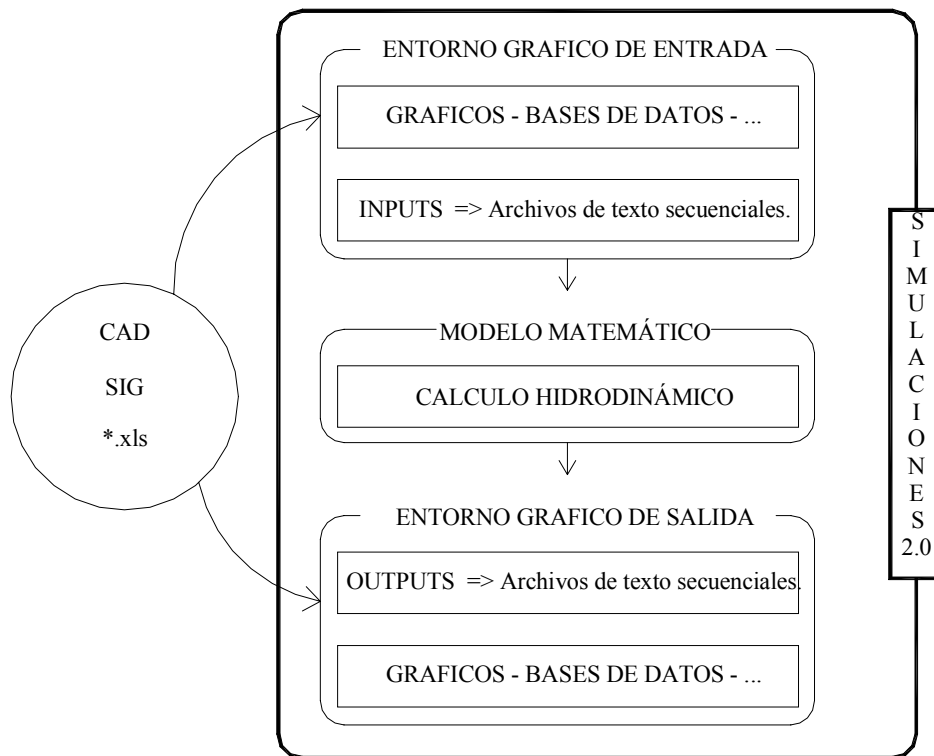 ENTORNO GRAFICO DE ENTRADA
GRAFICOS - BASES DE DATOS - ...
INPUTS => Archivos de texto secuenciales.
CAD
SIG
*.xls
MODELO MATEMÁTICO
CALCULO HIDRODINÁMICO
ENTORNO GRAFICO DE SALIDA
OUTPUTS => Archivos de texto secuenciales.
GRAFICOS - BASES DE DATOS - ...
S
I
M
U
L
A
C
I
O
N
E
S
2.0